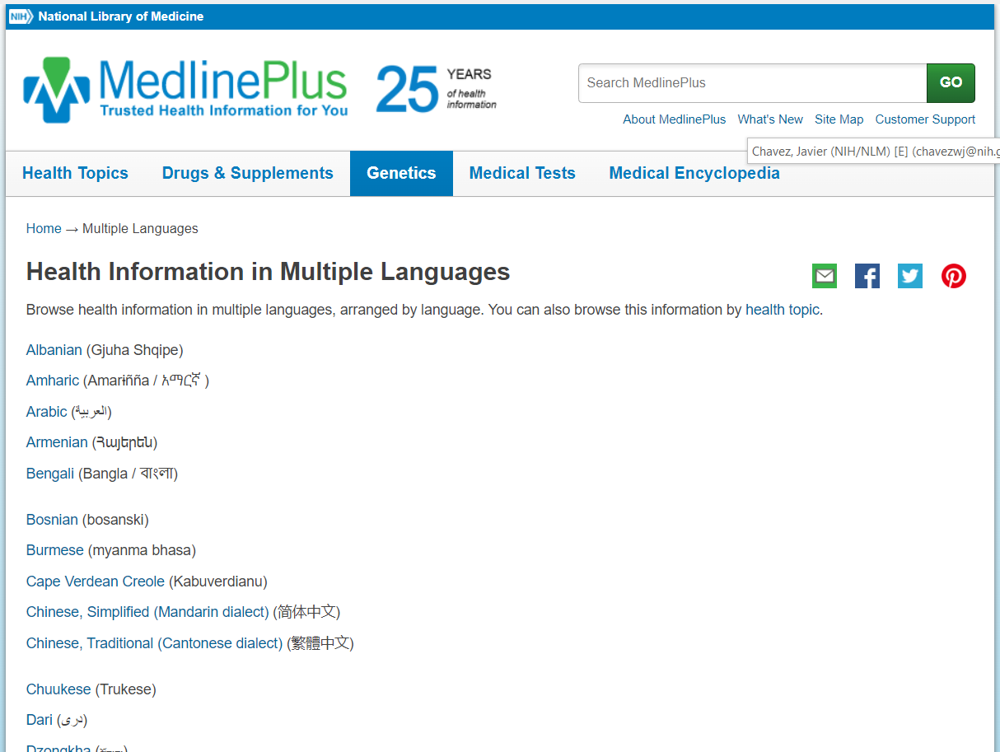 NIH National Library of Medicine
MedlinePlus
Trusted Health Information for You
25 YEARS
of health
information
Search MedlinePlus
GO
About MedlinePlus What's New Site Map Customer Support
Chavez, Javier (NIH/NLM) [E] (chavezwj@nih.g
Health Topics Drugs & Supplements Genetics Medical Tests Medical Encyclopedia
Home → Multiple Languages
Health Information in Multiple Languages
Browse health information in multiple languages, arranged by language. You can also browse this information by health topic.
Albanian (Gjuha Shqipe)
Amharic (Amarɨñña / አማርኛ )
Arabic (العربية)
Armenian (Հայերեն)
Bengali (Bangla / বাংলা)
Bosnian (bosanski)
Burmese (myanma bhasa)
Cape Verdean Creole (Kabuverdianu)
Chinese, Simplified (Mandarin dialect) (简体中文)
Chinese, Traditional (Cantonese dialect) (繁體中文)
Chuukese (Trukese)
Dari (دری)
Dzongkha